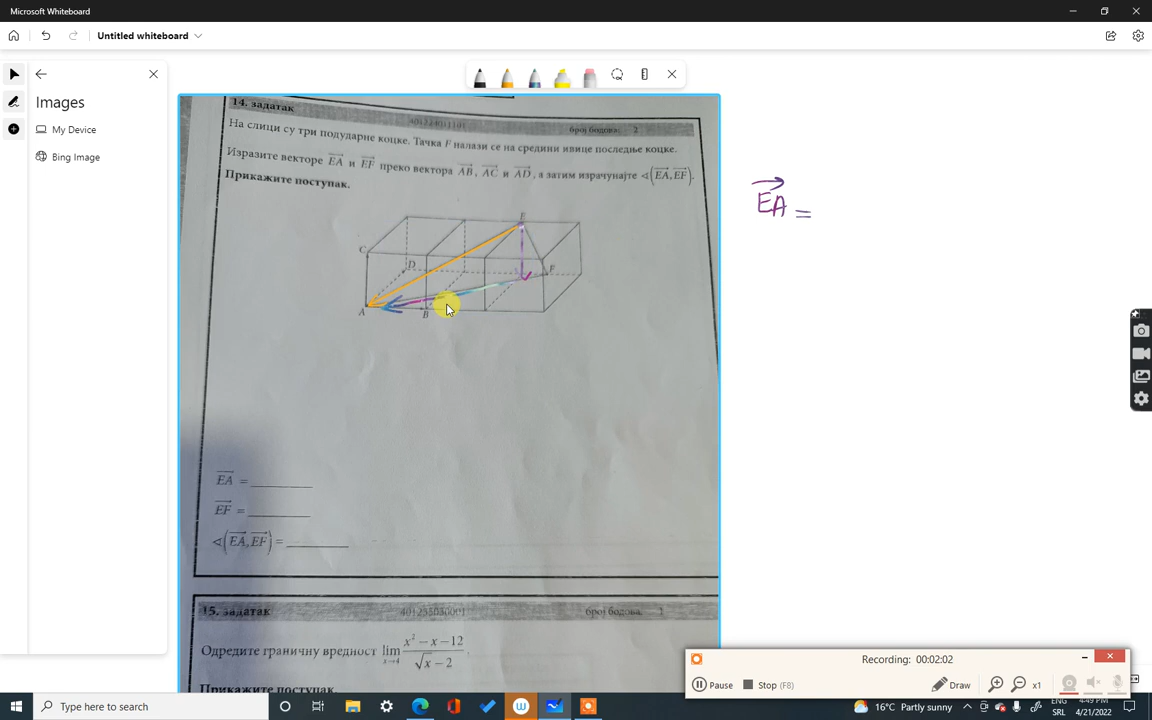 Microsoft Whiteboard
Untitled whiteboard
Images
My Device
Bing Image
14. задатак
број бодова: 2
На слици су три подударне коцке. Тачка F налази се на средини ивице последње коцке.
Изразите векторе EA и EF преко вектора AB, AC и AD, а затим израчунајте ∢(EA, EF).
Прикажите поступак.
EA =
E
C
D
F
A
B
EA = ______
EF = ______
∢(EA, EF) = ______
15. задатак
број бодова:
Одредите граничну вредност lim x→4 x² − x − 12 / √x − 2 .
Прикажите поступак.
Recording: 00:02:02
Pause
Stop (F8)
Draw
x1
Type here to search
16°C Partly sunny
ENG
SRL
4:49 PM
4/21/2022